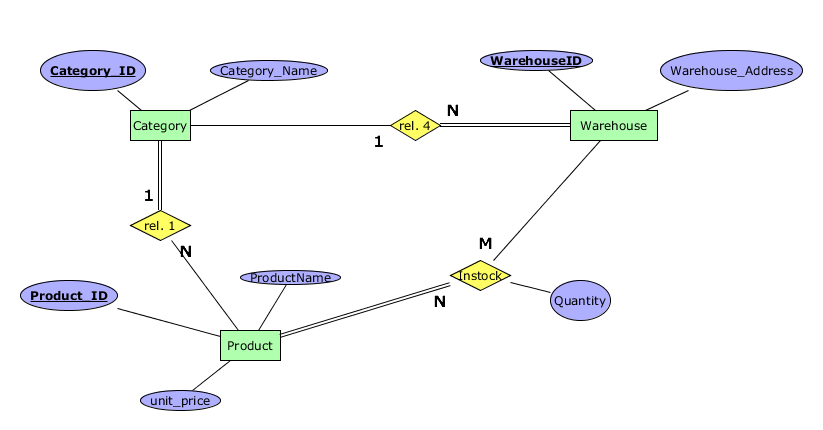 WarehouseID
Category_ID
Category_Name
Warehouse_Address
N
Category
rel. 4
Warehouse
1
1
rel. 1
M
N
Instock
ProductName
Product_ID
N
Quantity
Product
unit_price